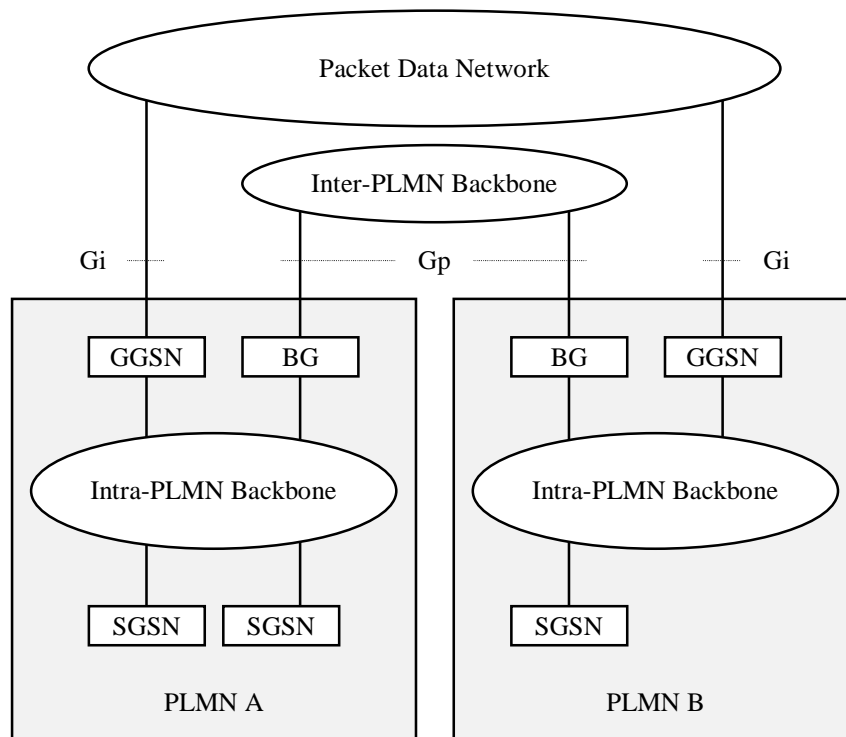 Packet Data Network
Inter-PLMN Backbone
Gi
Gp
Gi
GGSN
BG
BG
GGSN
Intra-PLMN Backbone
Intra-PLMN Backbone
SGSN
SGSN
SGSN
PLMN A
PLMN B